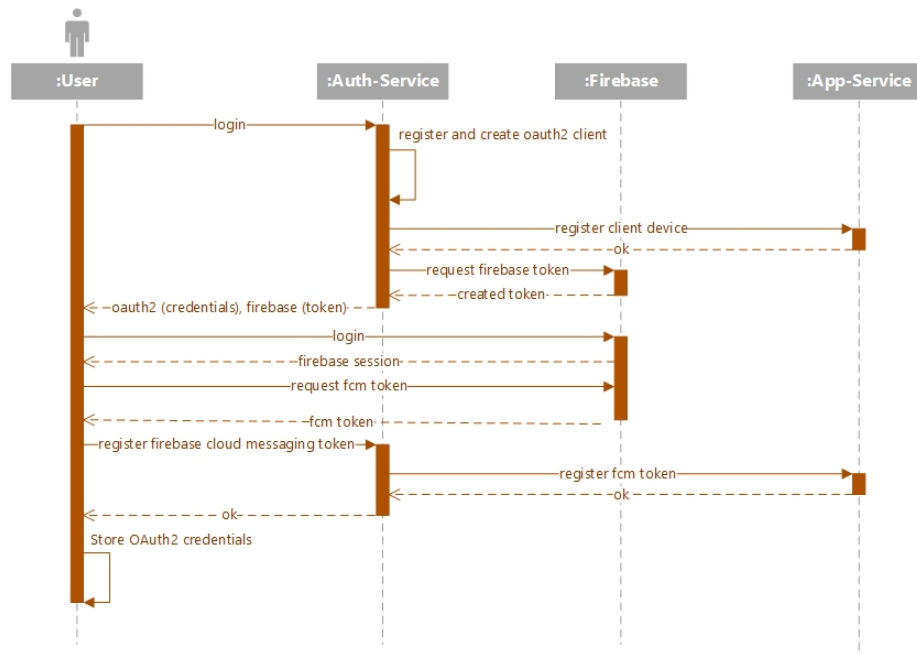 :User
:Auth-Service
:Firebase
:App-Service
login
register and create oauth2 client
register client device
ok
request firebase token
created token
oauth2 (credentials), firebase (token)
login
firebase session
request fcm token
fcm token
register firebase cloud messaging token
register fcm token
ok
ok
Store OAuth2 credentials